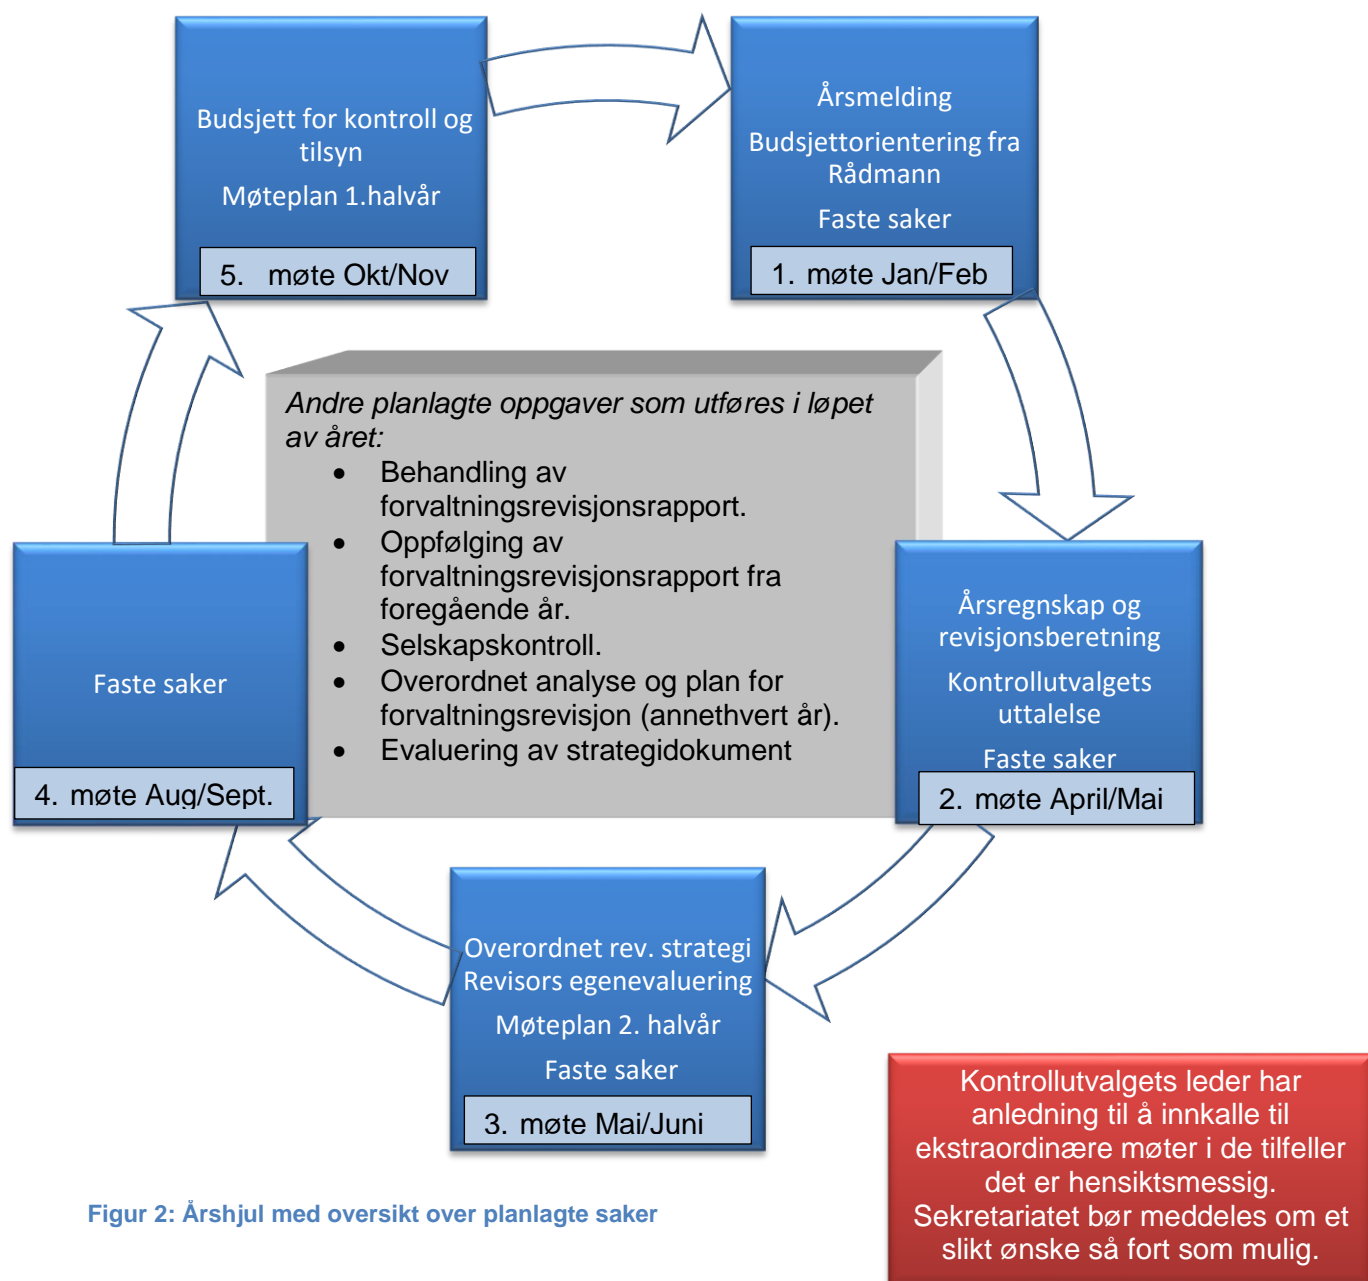 Budsjett for kontroll og
tilsyn
Møteplan 1.halvår
5. møte Okt/Nov
Årsmelding
Budsjettorientering fra
Rådmann
Faste saker
1. møte Jan/Feb
Andre planlagte oppgaver som utføres i løpet
av året:
• Behandling av
forvaltningsrevisjonsrapport.
• Oppfølging av
forvaltningsrevisjonsrapport fra
foregående år.
• Selskapskontroll.
• Overordnet analyse og plan for
forvaltningsrevisjon (annethvert år).
• Evaluering av strategidokument
Årsregnskap og
revisjonsberetning
Kontrollutvalgets
uttalelse
Faste saker
2. møte April/Mai
Faste saker
4. møte Aug/Sept.
Overordnet rev. strategi
Revisors egenevaluering
Møteplan 2. halvår
Faste saker
3. møte Mai/Juni
Kontrollutvalgets leder har
anledning til å innkalle til
ekstraordinære møter i de tilfeller
det er hensiktsmessig.
Sekretariatet bør meddeles om et
slikt ønske så fort som mulig.
Figur 2: Årshjul med oversikt over planlagte saker